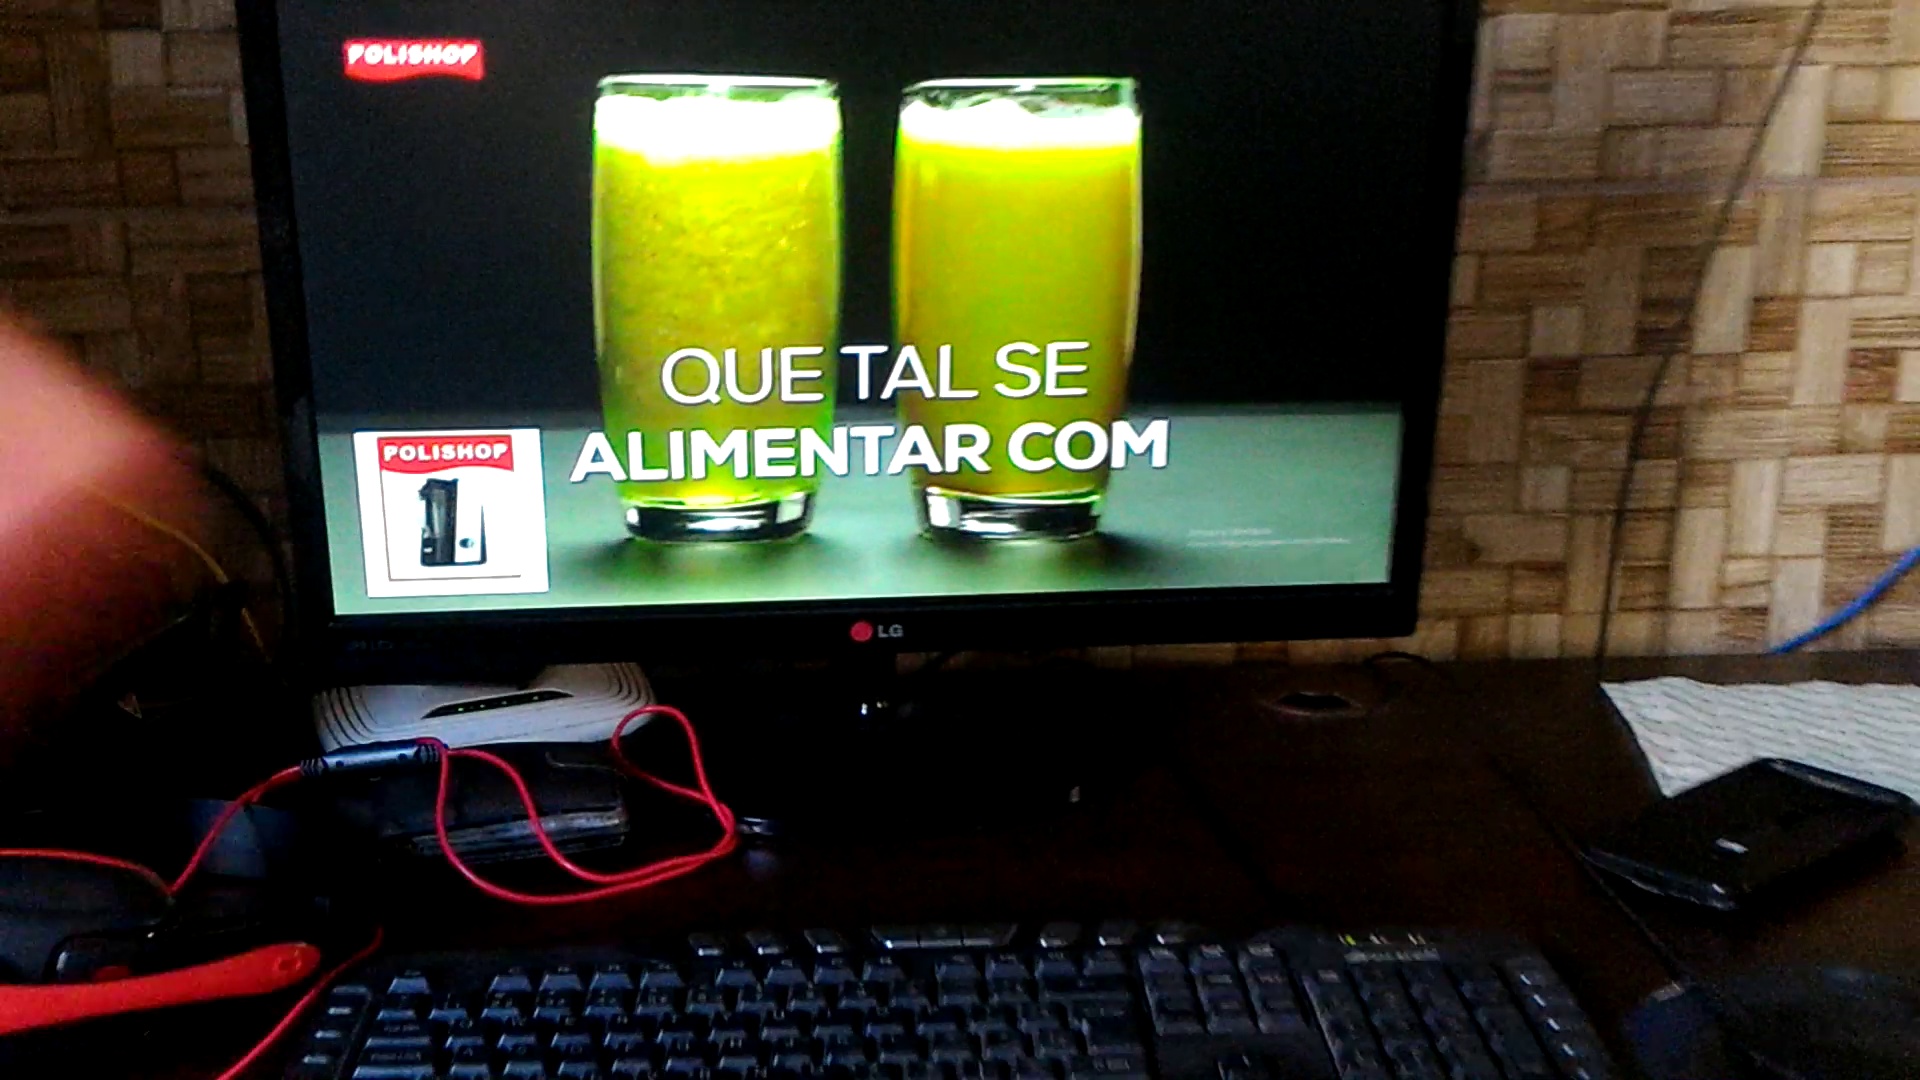 POLISHOP
QUE TAL SE
ALIMENTAR COM
POLISHOP
LG